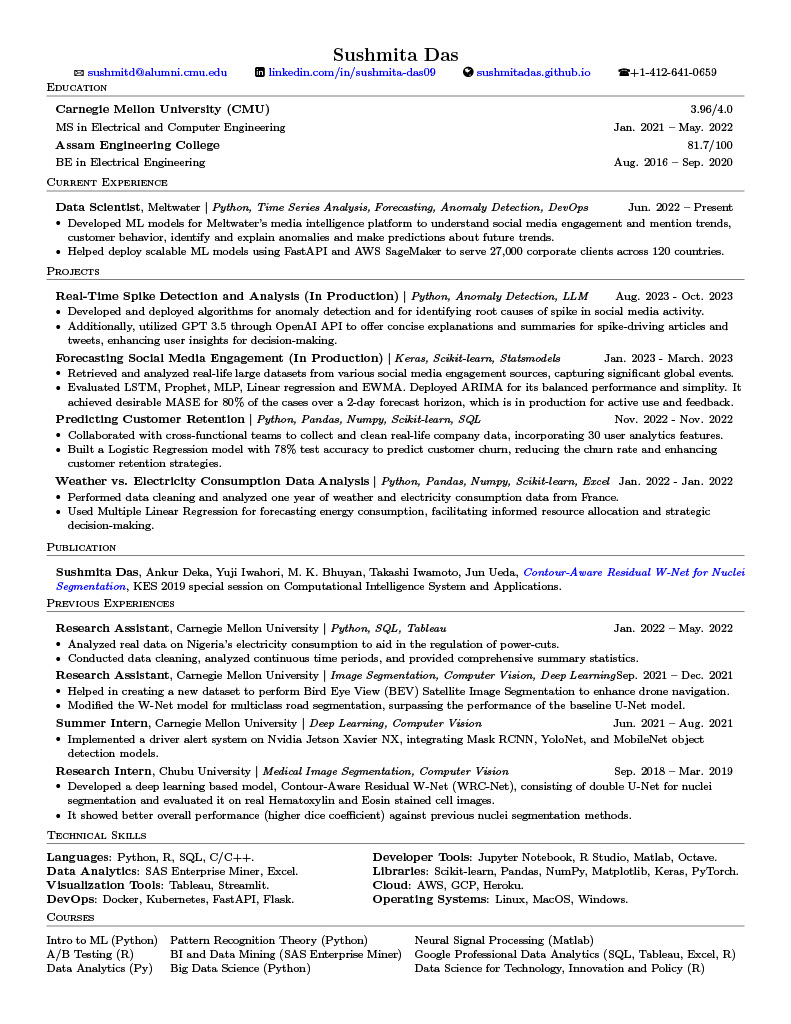 Sushmita Das
sushmitd@alumni.cmu.edu linkedin.com/in/sushmita-das09 sushmitadas.github.io ☎+1-412-641-0659
Education
Carnegie Mellon University (CMU) 3.96/4.0
MS in Electrical and Computer Engineering Jan. 2021 – May. 2022
Assam Engineering College 81.7/100
BE in Electrical Engineering Aug. 2016 – Sep. 2020
Current Experience
Data Scientist, Meltwater | Python, Time Series Analysis, Forecasting, Anomaly Detection, DevOps Jun. 2022 – Present
• Developed ML models for Meltwater's media intelligence platform to understand social media engagement and mention trends,
customer behavior, identify and explain anomalies and make predictions about future trends.
• Helped deploy scalable ML models using FastAPI and AWS SageMaker to serve 27,000 corporate clients across 120 countries.
Projects
Real-Time Spike Detection and Analysis (In Production) | Python, Anomaly Detection, LLM Aug. 2023 - Oct. 2023
• Developed and deployed algorithms for anomaly detection and for identifying root causes of spike in social media activity.
• Additionally, utilized GPT 3.5 through OpenAI API to offer concise explanations and summaries for spike-driving articles and
tweets, enhancing user insights for decision-making.
Forecasting Social Media Engagement (In Production) | Keras, Scikit-learn, Statsmodels Jan. 2023 - March. 2023
• Retrieved and analyzed real-life large datasets from various social media engagement sources, capturing significant global events.
• Evaluated LSTM, Prophet, MLP, Linear regression and EWMA. Deployed ARIMA for its balanced performance and simplity. It
achieved desirable MASE for 80% of the cases over a 2-day forecast horizon, which is in production for active use and feedback.
Predicting Customer Retention | Python, Pandas, Numpy, Scikit-learn, SQL Nov. 2022 - Nov. 2022
• Collaborated with cross-functional teams to collect and clean real-life company data, incorporating 30 user analytics features.
• Built a Logistic Regression model with 78% test accuracy to predict customer churn, reducing the churn rate and enhancing
customer retention strategies.
Weather vs. Electricity Consumption Data Analysis | Python, Pandas, Numpy, Scikit-learn, Excel Jan. 2022 - Jan. 2022
• Performed data cleaning and analyzed one year of weather and electricity consumption data from France.
• Used Multiple Linear Regression for forecasting energy consumption, facilitating informed resource allocation and strategic
decision-making.
Publication
Sushmita Das, Ankur Deka, Yuji Iwahori, M. K. Bhuyan, Takashi Iwamoto, Jun Ueda, Contour-Aware Residual W-Net for Nuclei
Segmentation, KES 2019 special session on Computational Intelligence System and Applications.
Previous Experiences
Research Assistant, Carnegie Mellon University | Python, SQL, Tableau Jan. 2022 – May. 2022
• Analyzed real data on Nigeria's electricity consumption to aid in the regulation of power-cuts.
• Conducted data cleaning, analyzed continuous time periods, and provided comprehensive summary statistics.
Research Assistant, Carnegie Mellon University | Image Segmentation, Computer Vision, Deep LearningSep. 2021 – Dec. 2021
• Helped in creating a new dataset to perform Bird Eye View (BEV) Satellite Image Segmentation to enhance drone navigation.
• Modified the W-Net model for multiclass road segmentation, surpassing the performance of the baseline U-Net model.
Summer Intern, Carnegie Mellon University | Deep Learning, Computer Vision Jun. 2021 – Aug. 2021
• Implemented a driver alert system on Nvidia Jetson Xavier NX, integrating Mask RCNN, YoloNet, and MobileNet object
detection models.
Research Intern, Chubu University | Medical Image Segmentation, Computer Vision Sep. 2018 – Mar. 2019
• Developed a deep learning based model, Contour-Aware Residual W-Net (WRC-Net), consisting of double U-Net for nuclei
segmentation and evaluated it on real Hematoxylin and Eosin stained cell images.
• It showed better overall performance (higher dice coefficient) against previous nuclei segmentation methods.
Technical Skills
Languages: Python, R, SQL, C/C++. Developer Tools: Jupyter Notebook, R Studio, Matlab, Octave.
Data Analytics: SAS Enterprise Miner, Excel. Libraries: Scikit-learn, Pandas, NumPy, Matplotlib, Keras, PyTorch.
Visualization Tools: Tableau, Streamlit. Cloud: AWS, GCP, Heroku.
DevOps: Docker, Kubernetes, FastAPI, Flask. Operating Systems: Linux, MacOS, Windows.
Courses
Intro to ML (Python) Pattern Recognition Theory (Python) Neural Signal Processing (Matlab)
A/B Testing (R) BI and Data Mining (SAS Enterprise Miner) Google Professional Data Analytics (SQL, Tableau, Excel, R)
Data Analytics (Py) Big Data Science (Python) Data Science for Technology, Innovation and Policy (R)